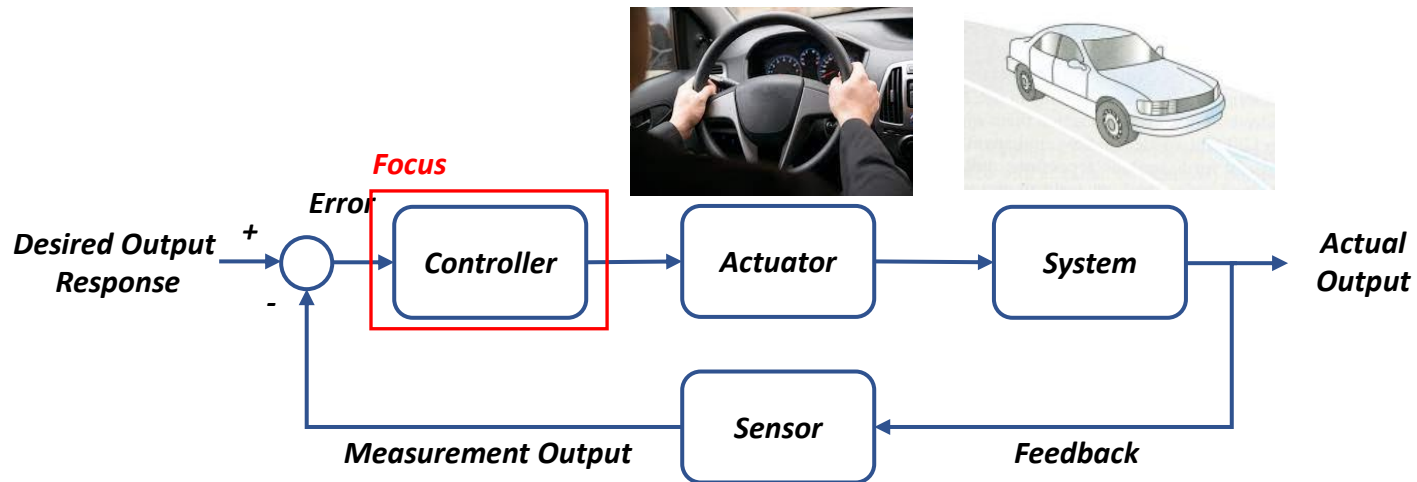 Focus
Error
Desired Output
Response
+
-
Controller
Actuator
System
Actual
Output
Sensor
Measurement Output
Feedback